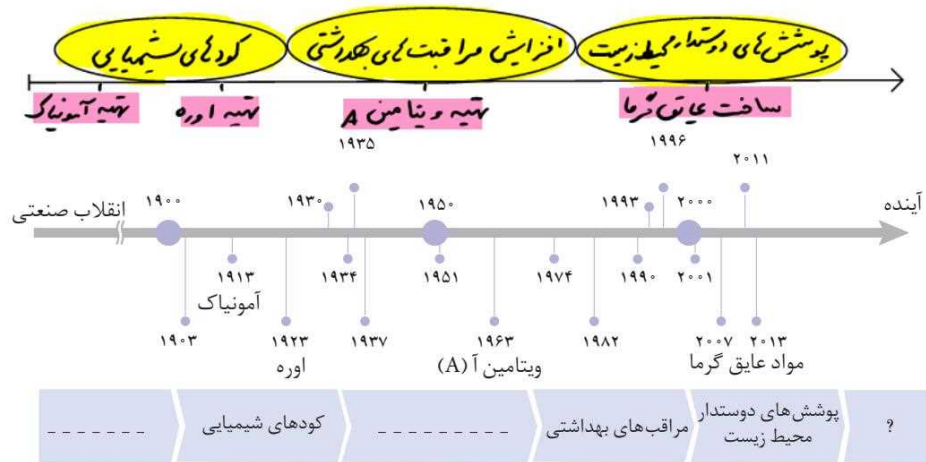 کودهای شیمیایی افزایش مراقبت‌های بهداشتی پوشش‌های دوستدار محیط زیست
تهیه آمونیاک تهیه اوره تهیه ویتامین A ساخت عایق گرما
۱۹۳۵ ۱۹۹۶ ۲۰۱۱
۱۹۰۰ ۱۹۳۰ ۱۹۵۰ ۱۹۹۳ ۲۰۰۰
انقلاب صنعتی آینده
۱۹۱۳ ۱۹۳۴ ۱۹۵۱ ۱۹۷۴ ۱۹۹۰ ۲۰۰۱
آمونیاک
۱۹۰۳ ۱۹۲۳ ۱۹۳۷ ۱۹۶۳ ۱۹۸۲ ۲۰۰۷ ۲۰۱۳
اوره ویتامین آ (A) مواد عایق گرما
_ _ _ _ _ _ _ کودهای شیمیایی _ _ _ _ _ _ _ _ _ مراقب‌های بهداشتی پوشش‌های دوستدار ?
محیط زیست